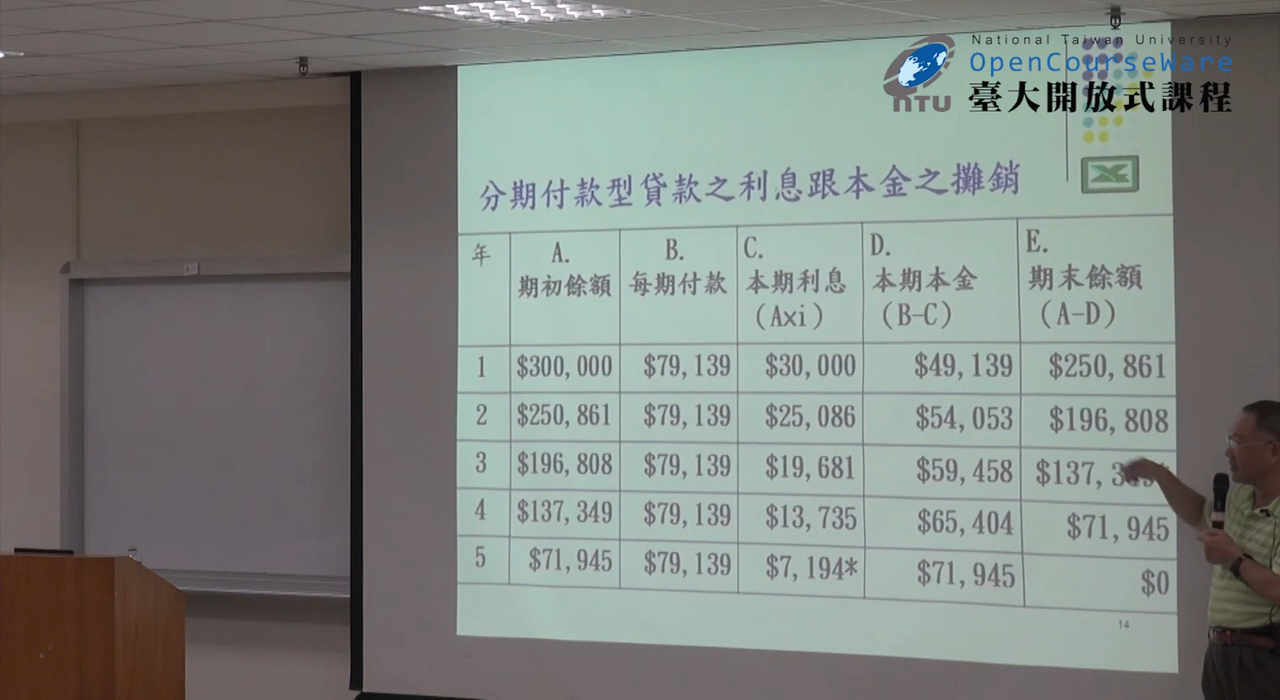 National Taiwan University
OpenCourseWare
NTU 臺大開放式課程
分期付款型貸款之利息跟本金之攤銷
年 A. B. C. D. E.
期初餘額 每期付款 本期利息 本期本金 期末餘額
(Axi) (B-C) (A-D)
1 $300,000 $79,139 $30,000 $49,139 $250,861
2 $250,861 $79,139 $25,086 $54,053 $196,808
3 $196,808 $79,139 $19,681 $59,458
4 $137,349 $79,139 $13,735 $65,404 $71,945
5 $71,945 $79,139 $7,194* $71,945 $0
14